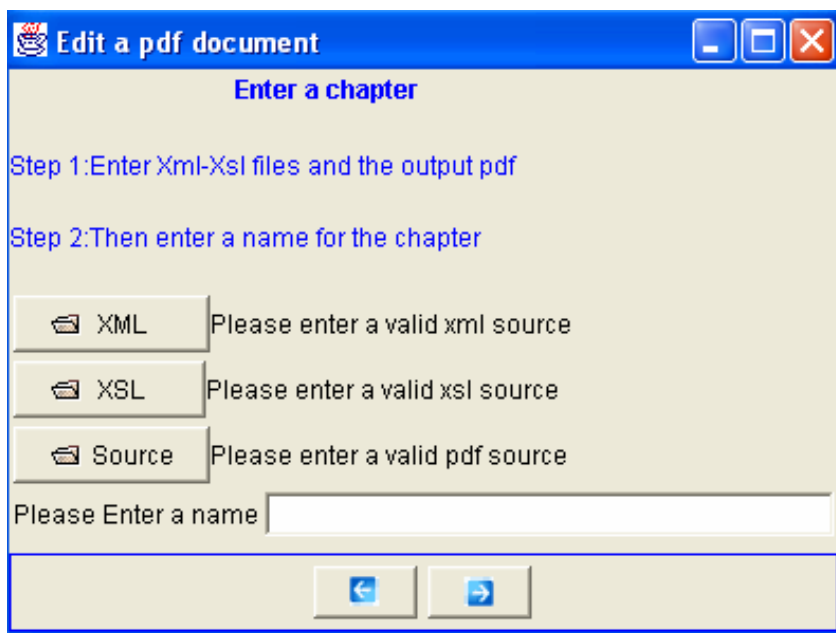 Edit a pdf document
Enter a chapter
Step 1:Enter Xml-Xsl files and the output pdf
Step 2:Then enter a name for the chapter
XML Please enter a valid xml source
XSL Please enter a valid xsl source
Source Please enter a valid pdf source
Please Enter a name